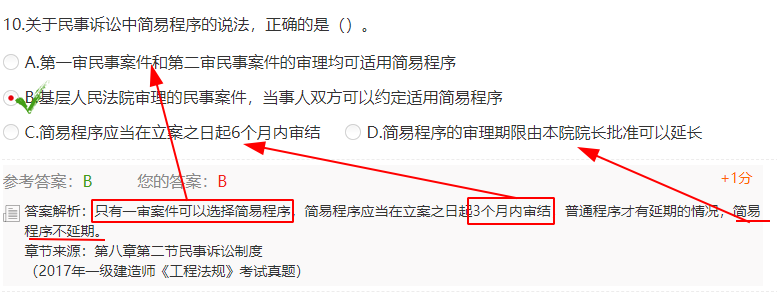 10.关于民事诉讼中简易程序的说法，正确的是（）。
A.第一审民事案件和第二审民事案件的审理均可适用简易程序
B.基层人民法院审理的民事案件，当事人双方可以约定适用简易程序
C.简易程序应当在立案之日起6个月内审结 D.简易程序的审理期限由本院院长批准可以延长
参考答案：B 您的答案：B +1分
答案解析：只有一审案件可以选择简易程序，简易程序应当在立案之日起3个月内审结 普通程序才有延期的情况，简易
程序不延期。
章节来源：第八章第二节民事诉讼制度
（2017年一级建造师《工程法规》考试真题）